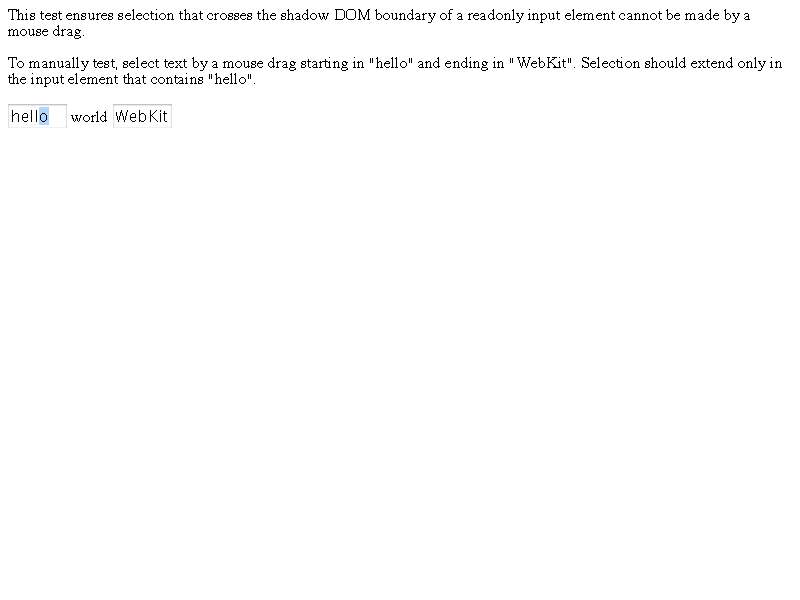 This test ensures selection that crosses the shadow DOM boundary of a readonly input element cannot be made by a
mouse drag.
To manually test, select text by a mouse drag starting in "hello" and ending in "WebKit". Selection should extend only in
the input element that contains "hello".
hello world WebKit